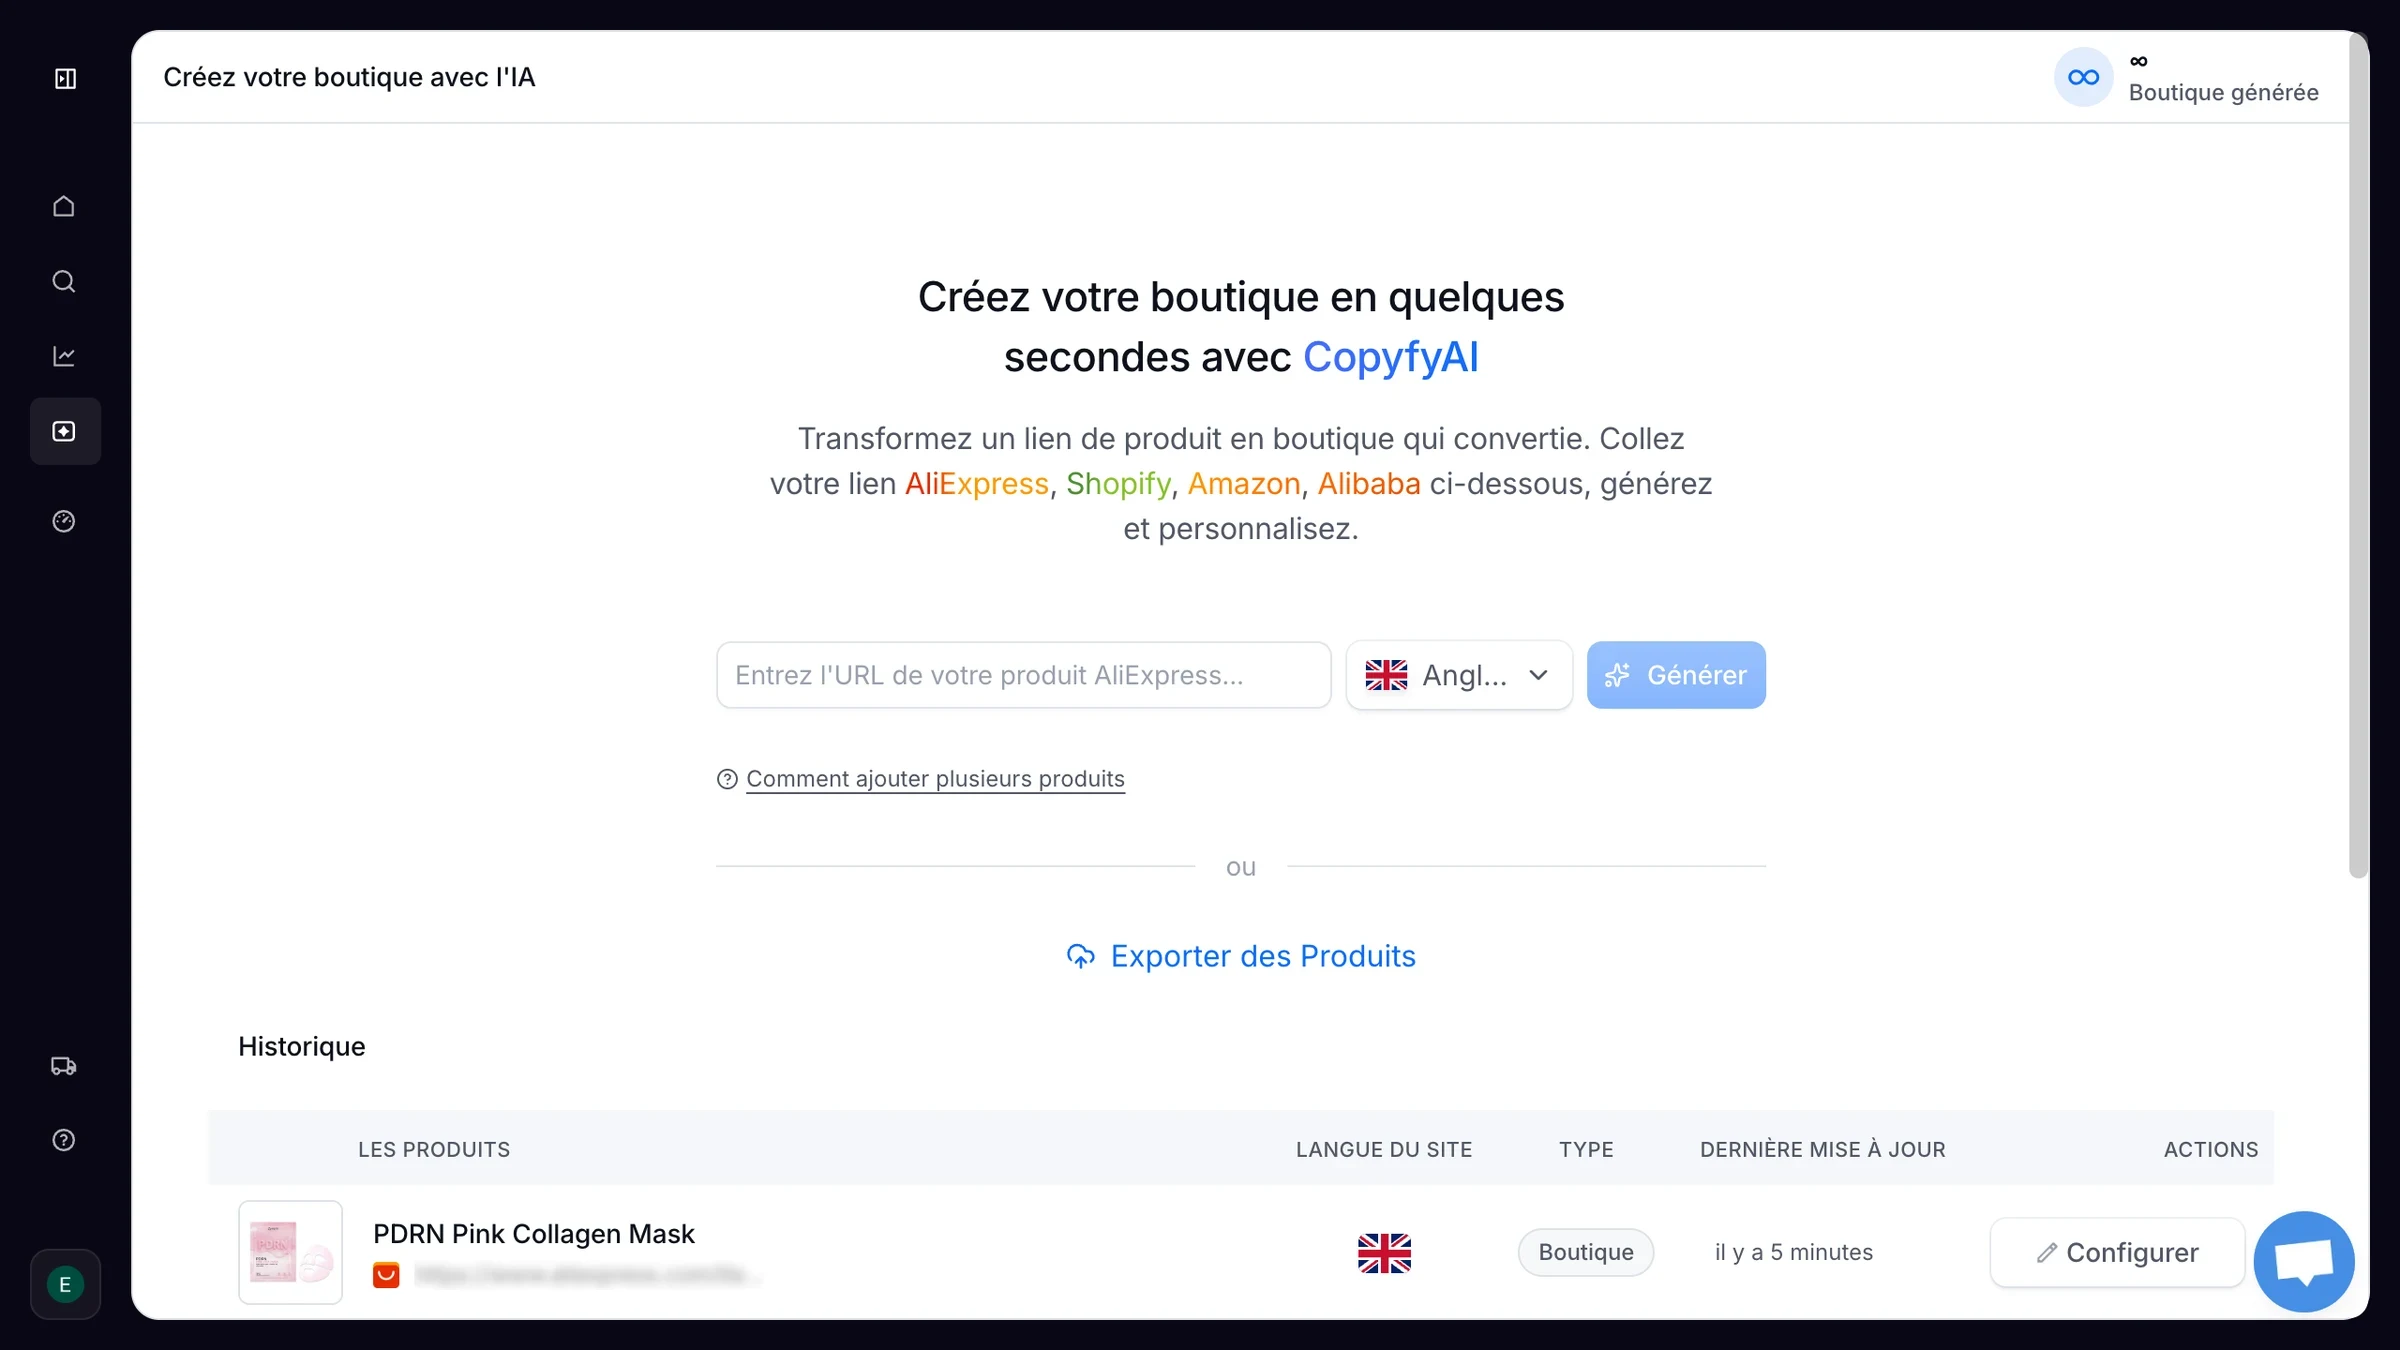 Créez votre boutique avec l'IA
∞
Boutique générée
Créez votre boutique en quelques
secondes avec CopyfyAI
Transformez un lien de produit en boutique qui convertie. Collez
votre lien AliExpress, Shopify, Amazon, Alibaba ci-dessous, générez
et personnalisez.
Entrez l'URL de votre produit AliExpress...
Angl...
Générer
Comment ajouter plusieurs produits
ou
Exporter des Produits
Historique
LES PRODUITS
LANGUE DU SITE
TYPE
DERNIÈRE MISE À JOUR
ACTIONS
PDRN Pink Collagen Mask
Boutique
il y a 5 minutes
Configurer
E